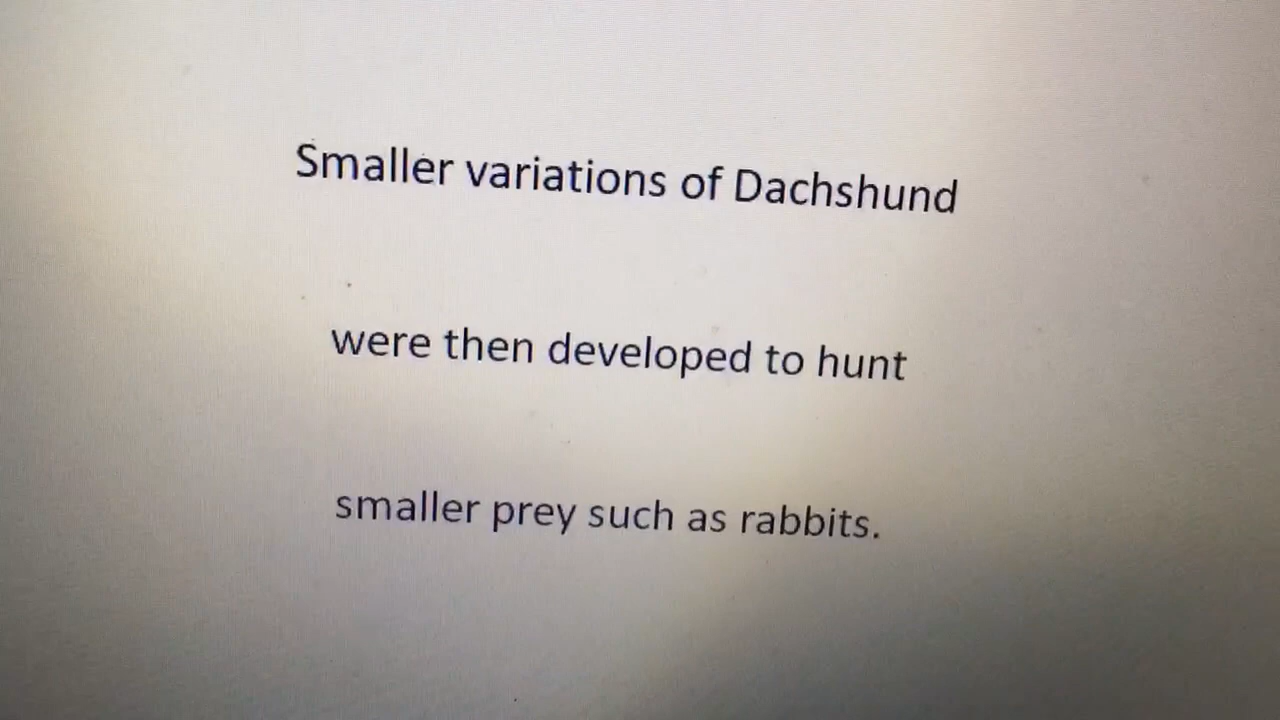 Smaller variations of Dachshund
were then developed to hunt
smaller prey such as rabbits.